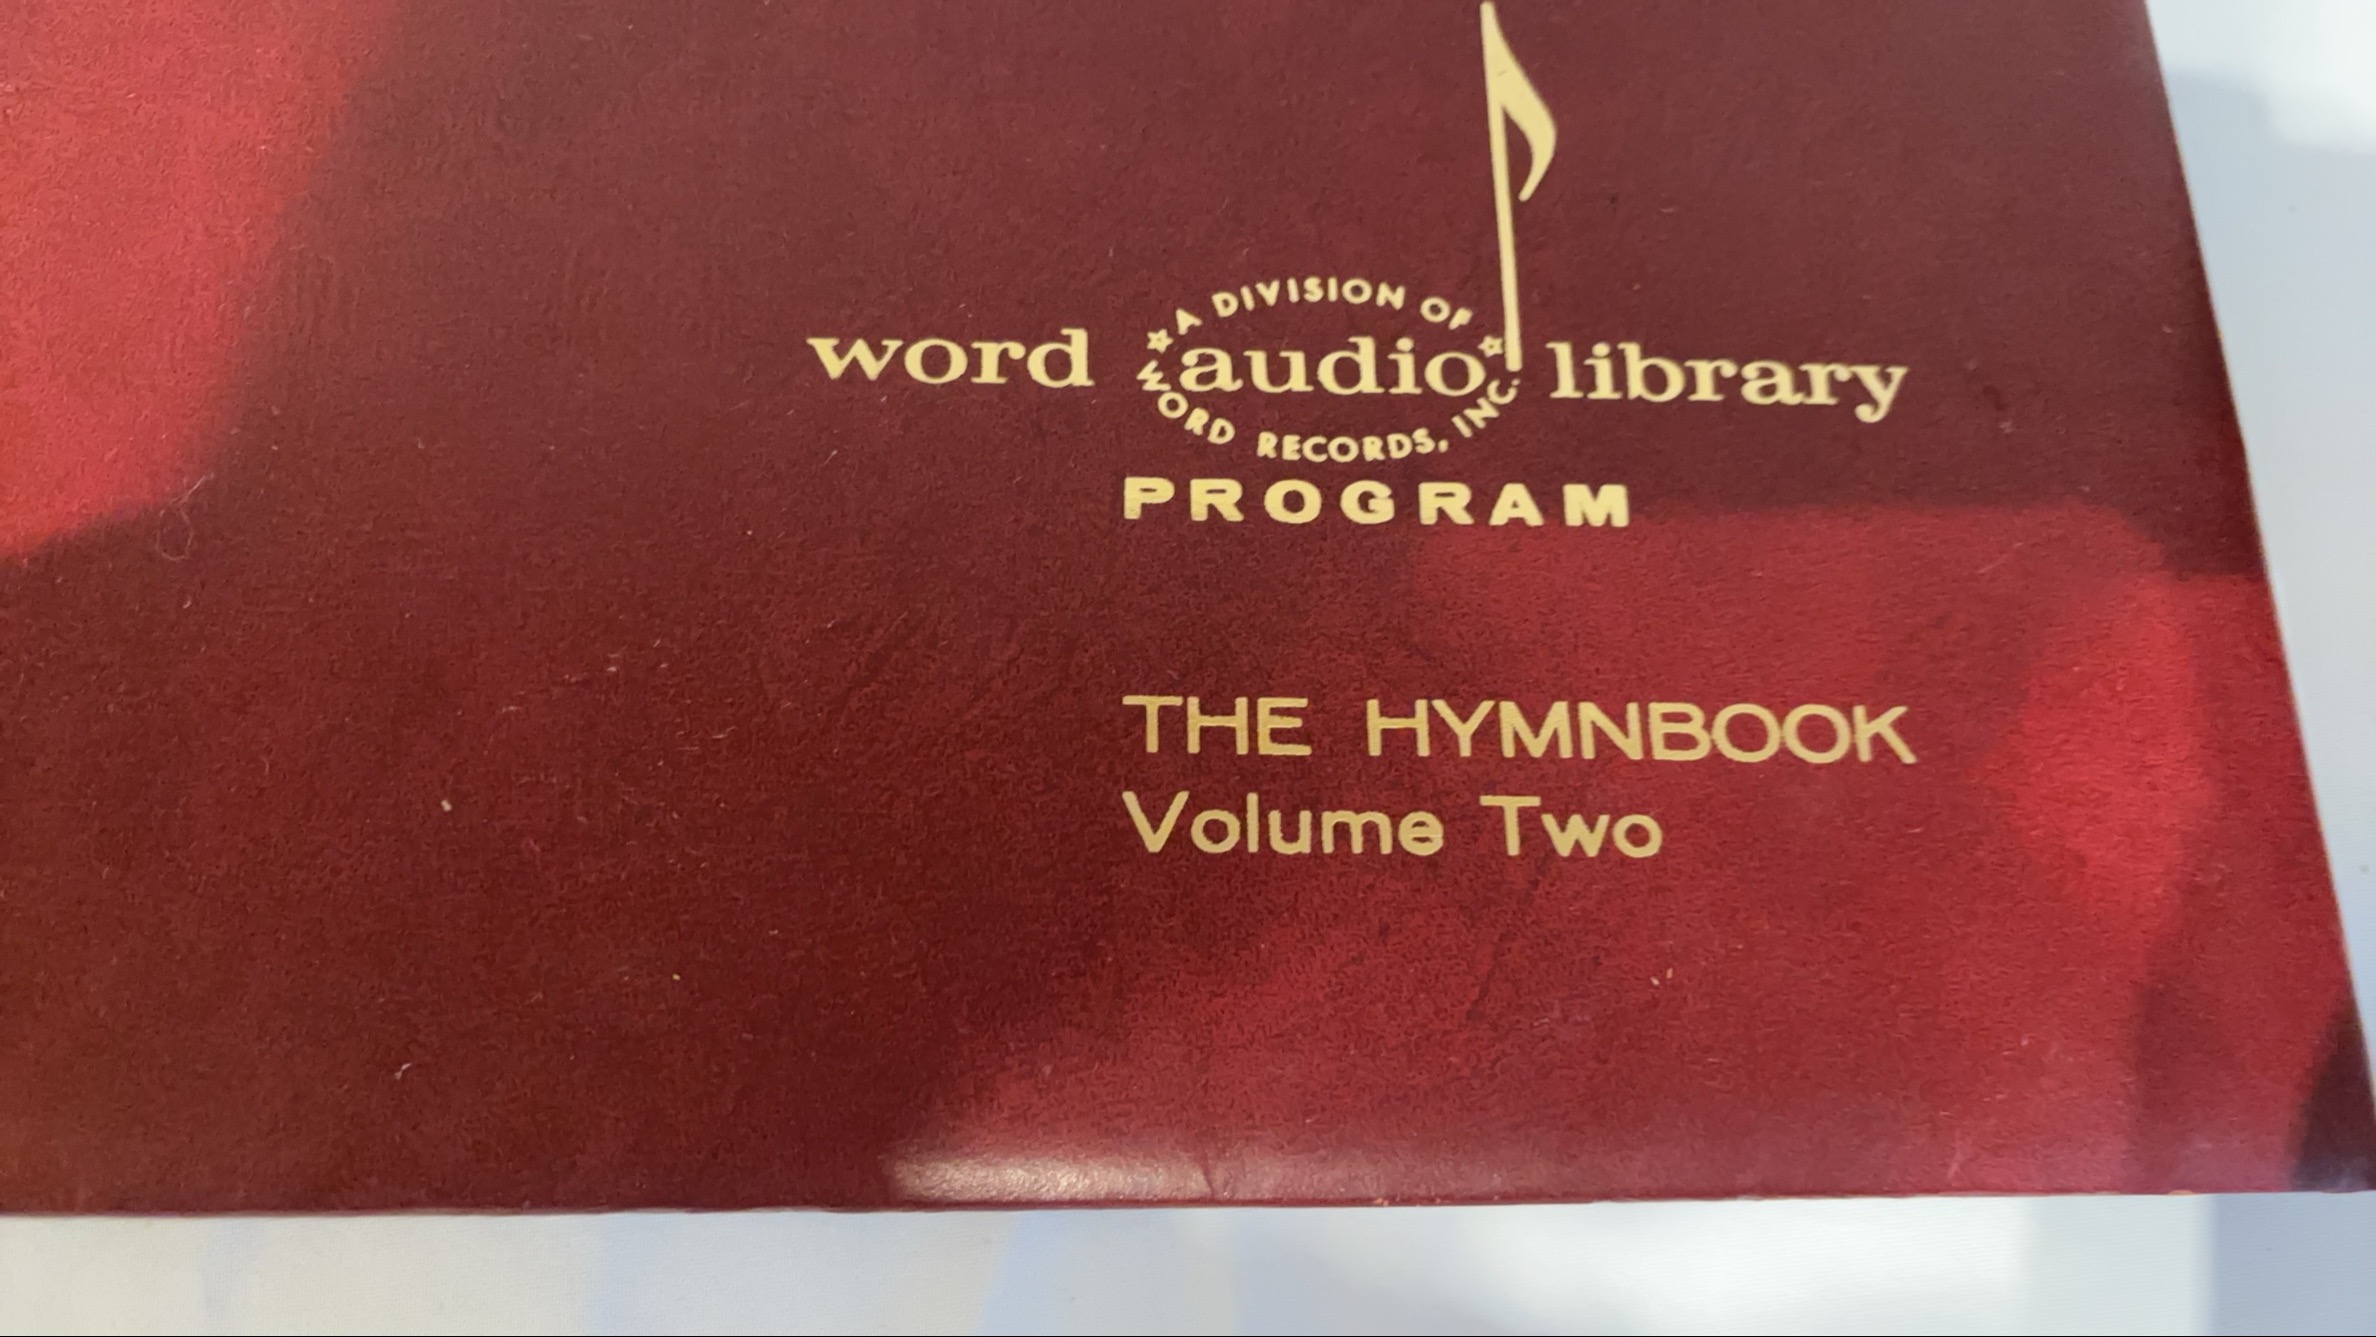 A DIVISION OF
word audio library
WORD RECORDS, INC.
PROGRAM
THE HYMNBOOK
Volume Two